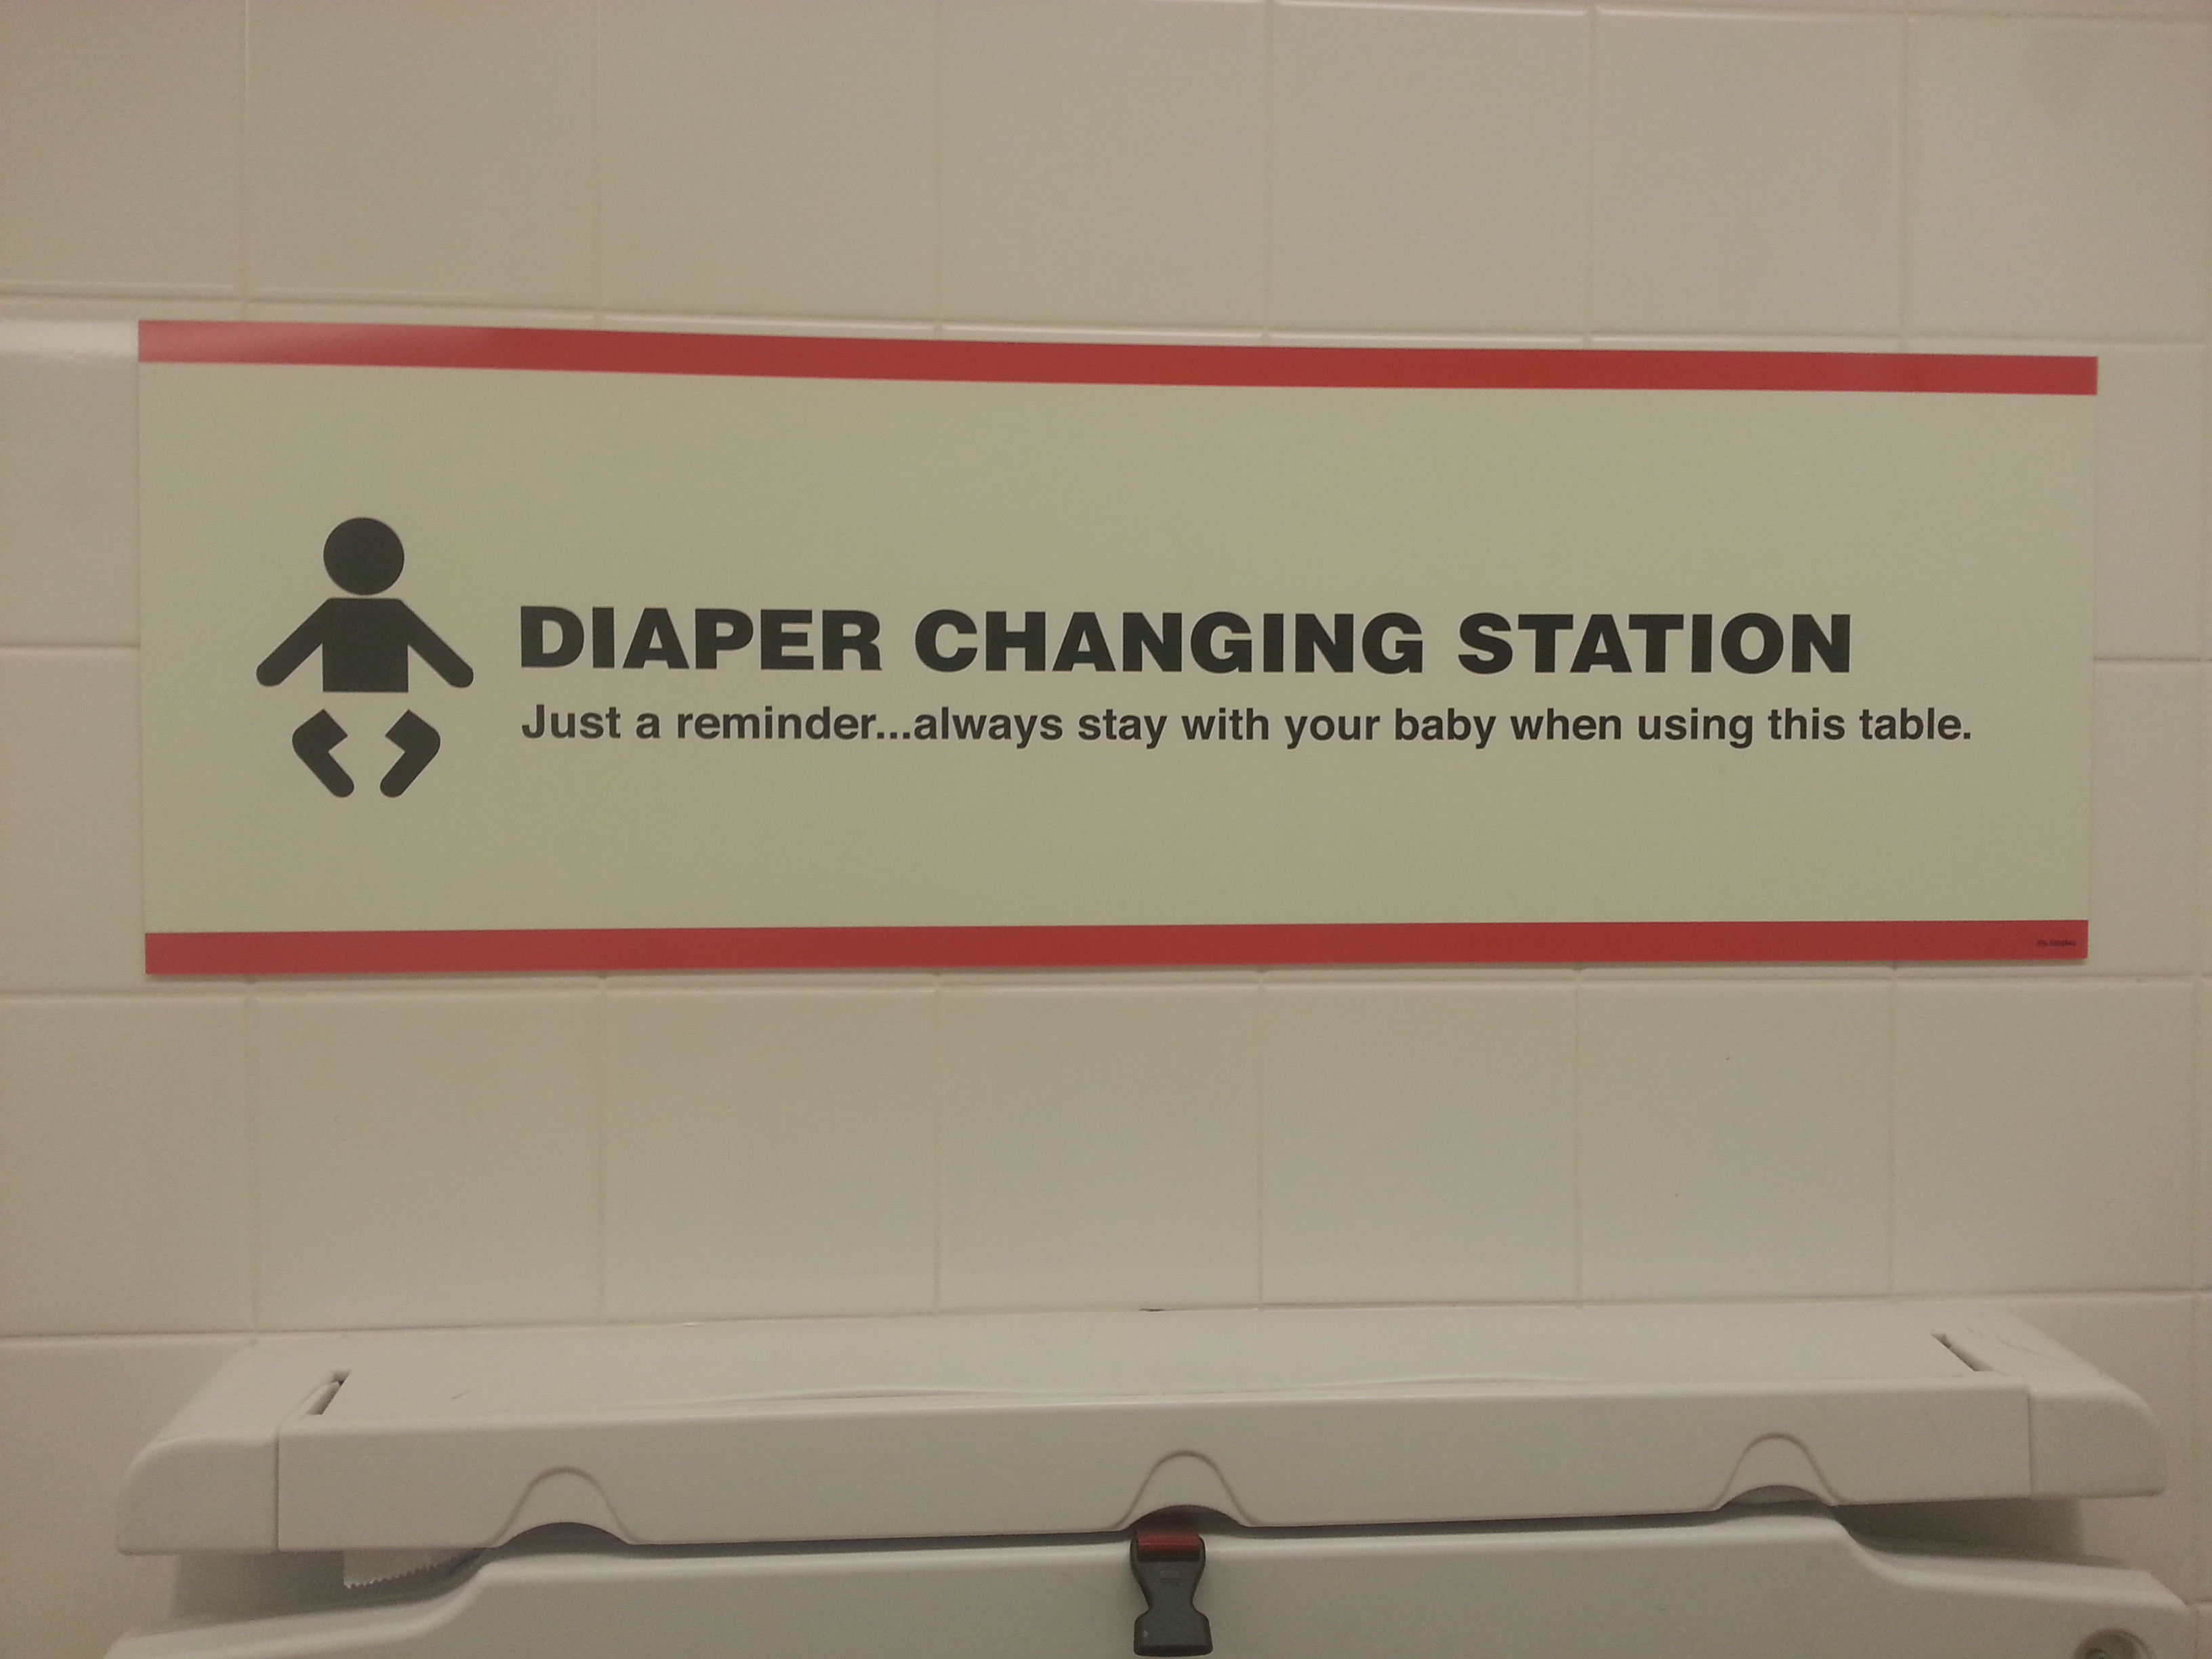 DIAPER CHANGING STATION
Just a reminder...always stay with your baby when using this table.